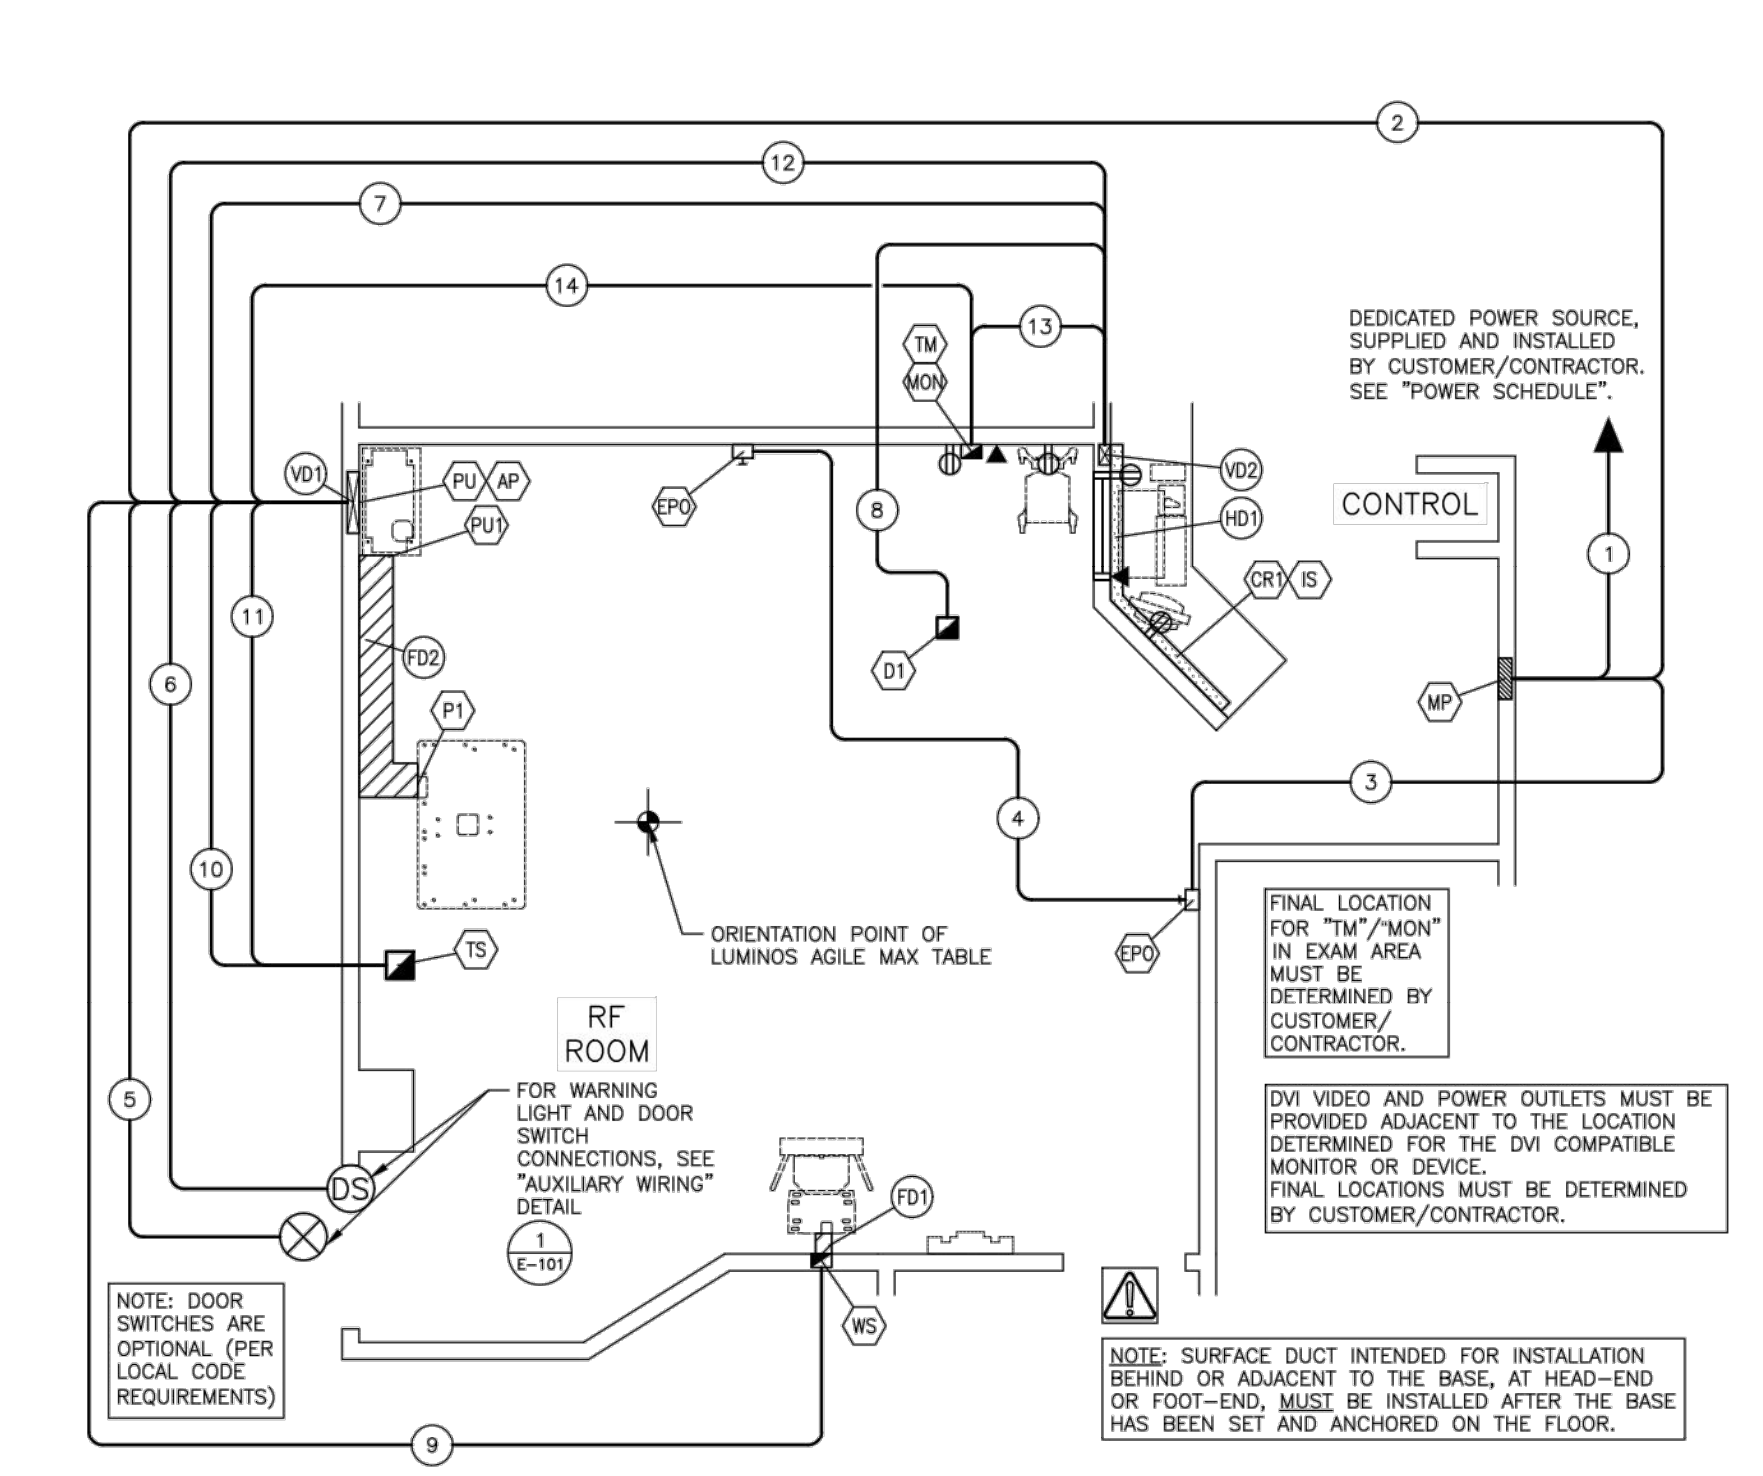 2
12
7
14
13
DEDICATED POWER SOURCE,
SUPPLIED AND INSTALLED
BY CUSTOMER/CONTRACTOR.
SEE "POWER SCHEDULE".
TM
MON
VD1
PU
AP
PU1
EPO
8
VD2
HD1
CONTROL
1
CR1
IS
11
FD2
D1
6
P1
MP
3
4
10
ORIENTATION POINT OF
LUMINOS AGILE MAX TABLE
TS
EPO
FINAL LOCATION
FOR "TM"/"MON"
IN EXAM AREA
MUST BE
DETERMINED BY
CUSTOMER/
CONTRACTOR.
RF
ROOM
5
FOR WARNING
LIGHT AND DOOR
SWITCH
CONNECTIONS, SEE
"AUXILIARY WIRING"
DETAIL
DS
1
E-101
FD1
WS
DVI VIDEO AND POWER OUTLETS MUST BE
PROVIDED ADJACENT TO THE LOCATION
DETERMINED FOR THE DVI COMPATIBLE
MONITOR OR DEVICE.
FINAL LOCATIONS MUST BE DETERMINED
BY CUSTOMER/CONTRACTOR.
NOTE: DOOR
SWITCHES ARE
OPTIONAL (PER
LOCAL CODE
REQUIREMENTS)
!
NOTE: SURFACE DUCT INTENDED FOR INSTALLATION
BEHIND OR ADJACENT TO THE BASE, AT HEAD-END
OR FOOT-END, MUST BE INSTALLED AFTER THE BASE
HAS BEEN SET AND ANCHORED ON THE FLOOR.
9